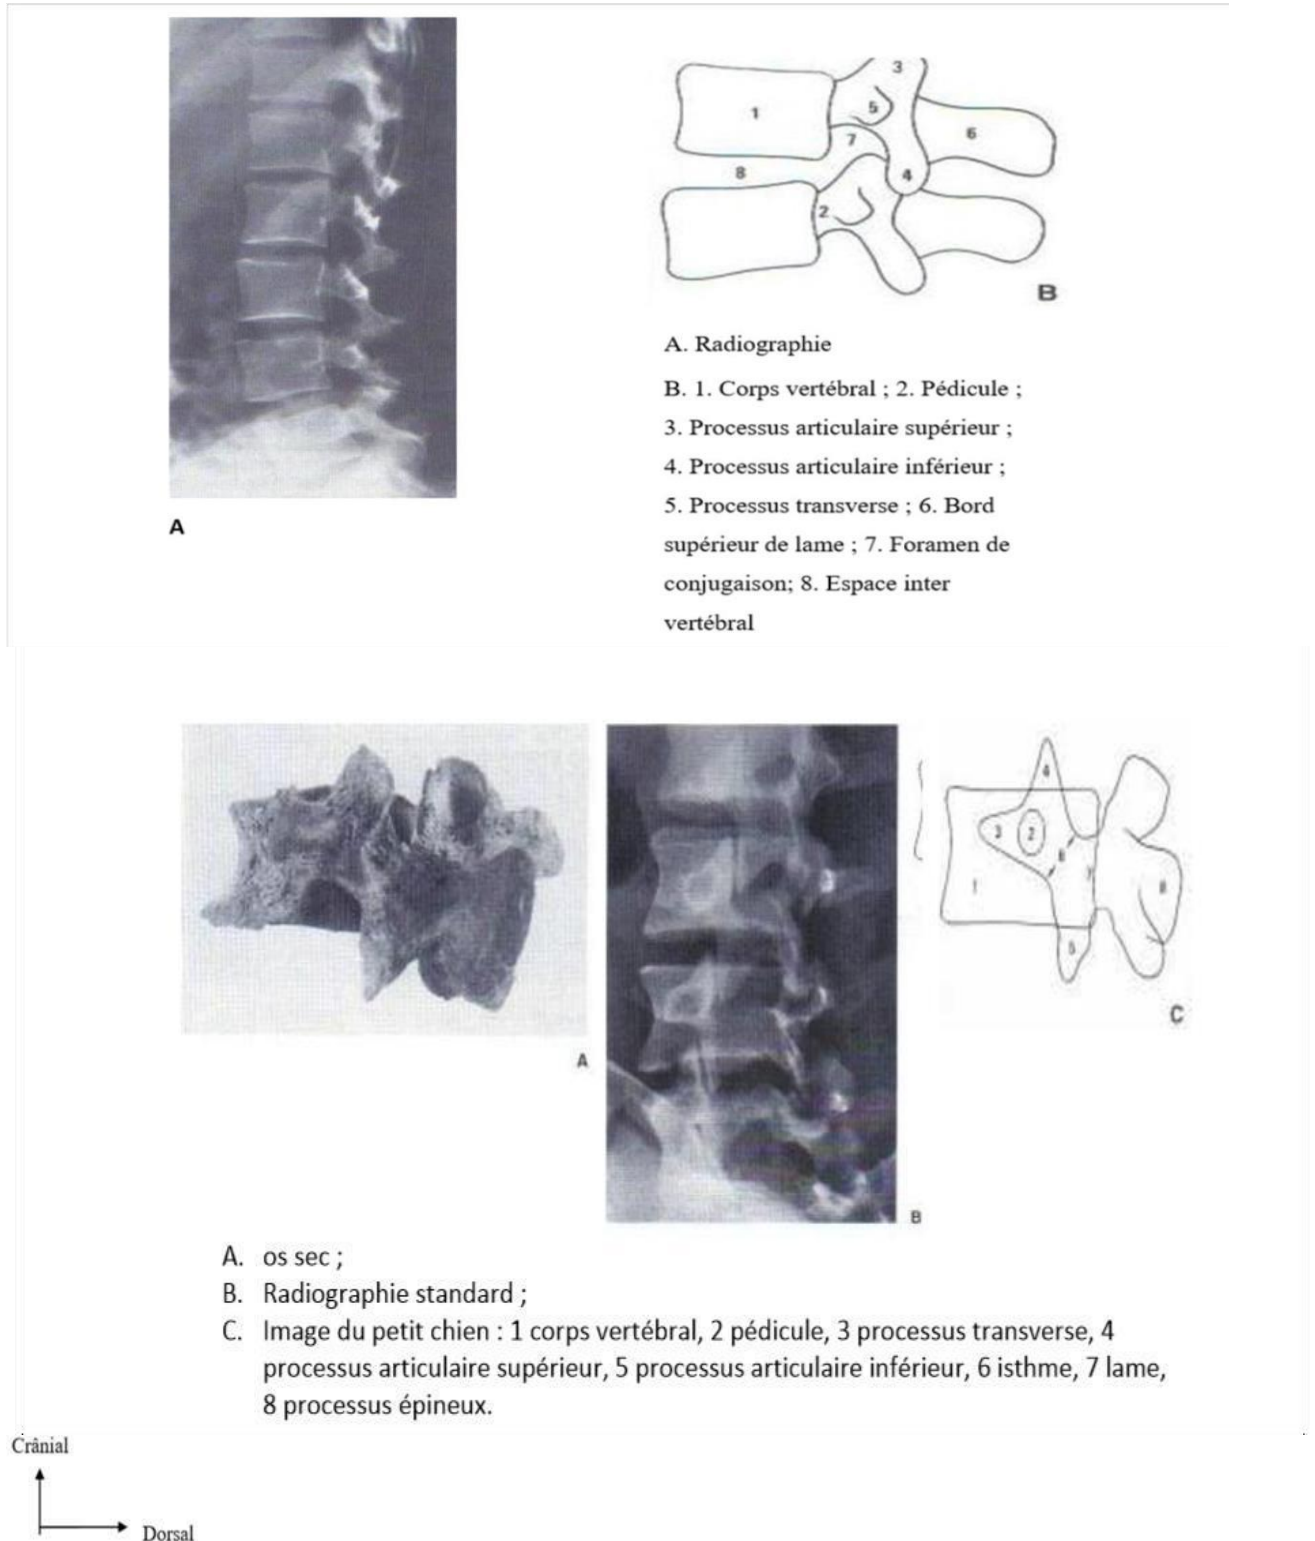 3
1
5
6
7
8
4
2
B
A
A. Radiographie
B. 1. Corps vertébral ; 2. Pédicule ;
3. Processus articulaire supérieur ;
4. Processus articulaire inférieur ;
5. Processus transverse ; 6. Bord
supérieur de lame ; 7. Foramen de
conjugaison; 8. Espace inter
vertébral
4
3
2
1
7
5
C
A
B
A. os sec ;
B. Radiographie standard ;
C. Image du petit chien : 1 corps vertébral, 2 pédicule, 3 processus transverse, 4
processus articulaire supérieur, 5 processus articulaire inférieur, 6 isthme, 7 lame,
8 processus épineux.
Crânial
Dorsal